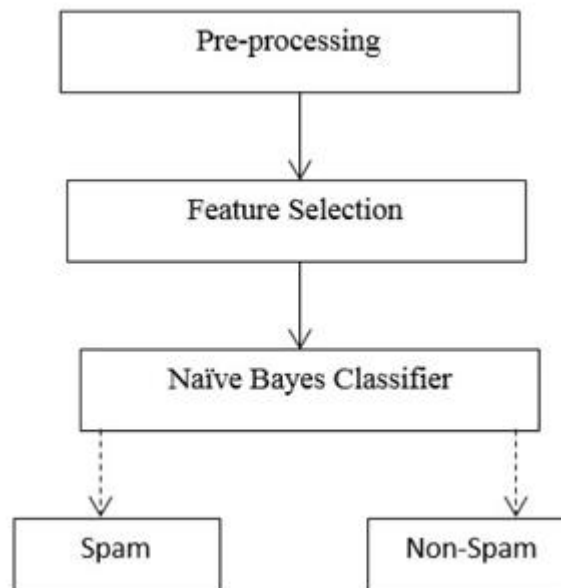 Pre-processing
Feature Selection
Naïve Bayes Classifier
Spam
Non-Spam